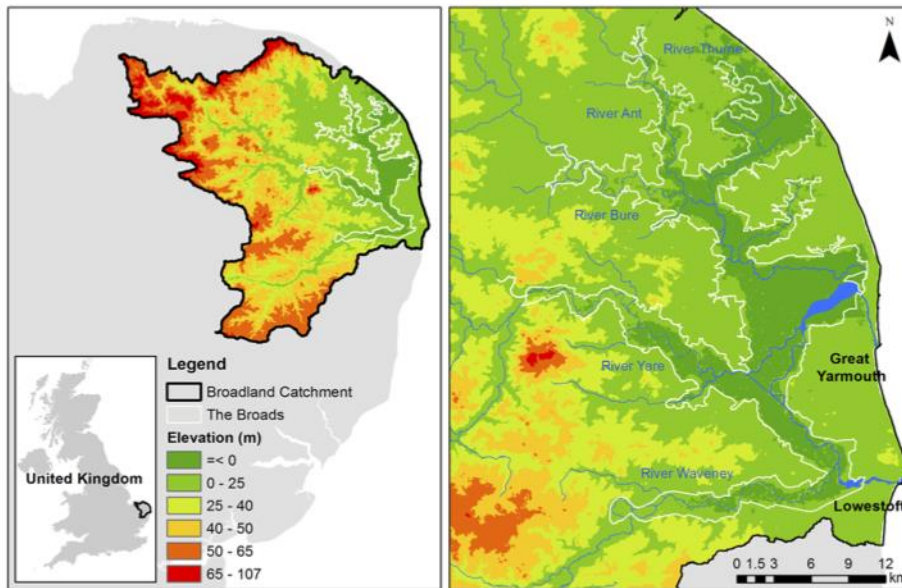 Legend
Broadland Catchment
The Broads
Elevation (m)
=< 0
0 - 25
25 - 40
40 - 50
50 - 65
65 - 107
United Kingdom
N
River Thurne
River Ant
River Bure
River Yare
Great
Yarmouth
River Waveney
Lowestoft
0 1.5 3 6 9 12
km